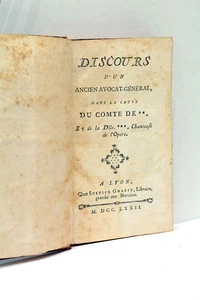 DISCOURS
D'UN
ANCIEN AVOCAT-GÉNÉRAL,
DANS LA CAUSE
DU COMTE DE **,
Et de la Dlle. ***, Chanteuse
de l'Opéra.
A LYON,
Chez SULPICE GRABIT, Libraire,
grande rue Merciere.
M. DCC. LXXII.